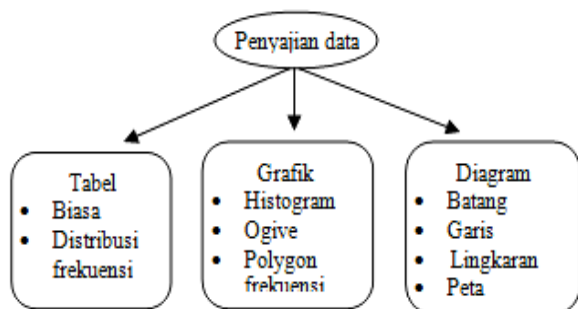 Penyajian data
Tabel
• Biasa
• Distribusi
frekuensi
Grafik
• Histogram
• Ogive
• Polygon
frekuensi
Diagram
• Batang
• Garis
• Lingkaran
• Peta